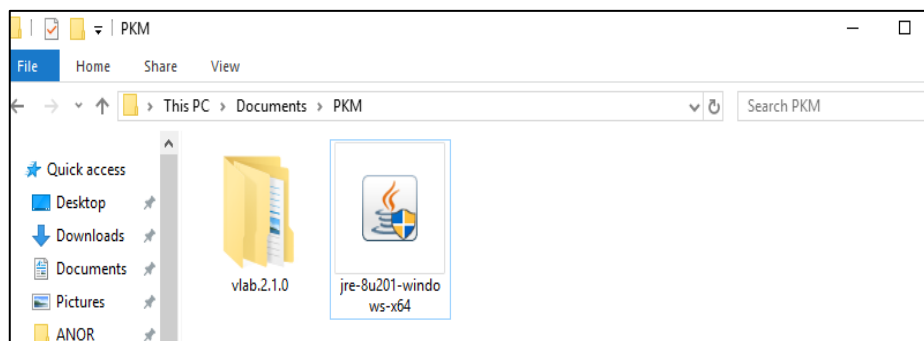 PKM
File Home Share View
This PC > Documents > PKM
Search PKM
Quick access
Desktop
Downloads
Documents
Pictures
ANOR
vlab.2.1.0
jre-8u201-windo
ws-x64